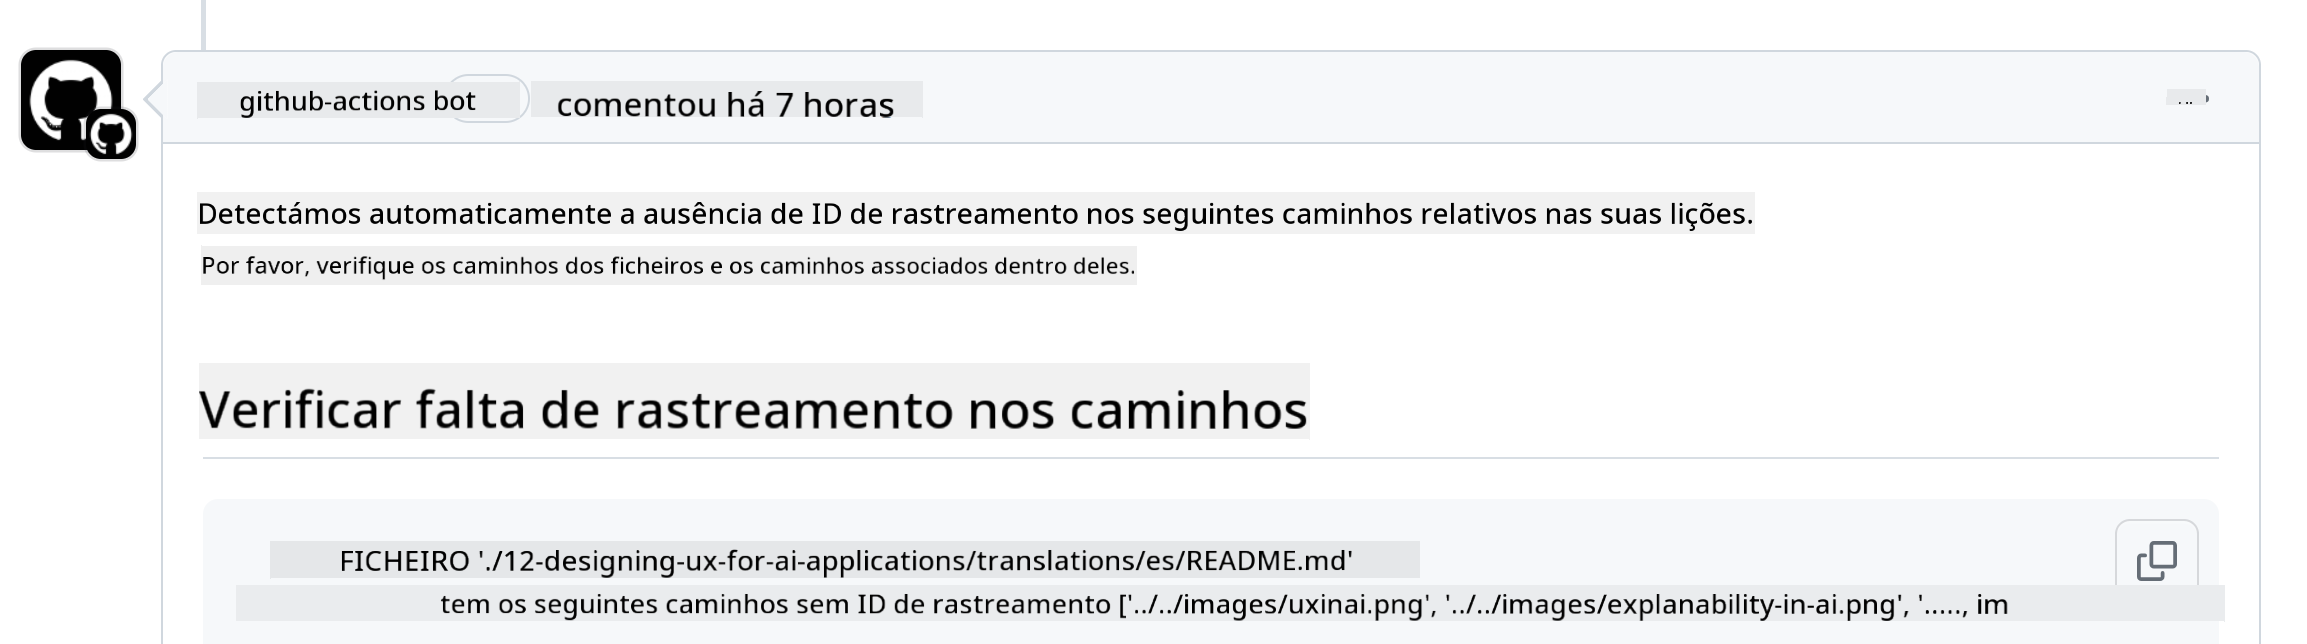 github-actions bot comentou há 7 horas
...
Detectámos automaticamente a ausência de ID de rastreamento nos seguintes caminhos relativos nas suas lições.
Por favor, verifique os caminhos dos ficheiros e os caminhos associados dentro deles.
Verificar falta de rastreamento nos caminhos
FICHEIRO './12-designing-ux-for-ai-applications/translations/es/README.md'
tem os seguintes caminhos sem ID de rastreamento ['../../images/uxinai.png', '../../images/explanability-in-ai.png', '....., im